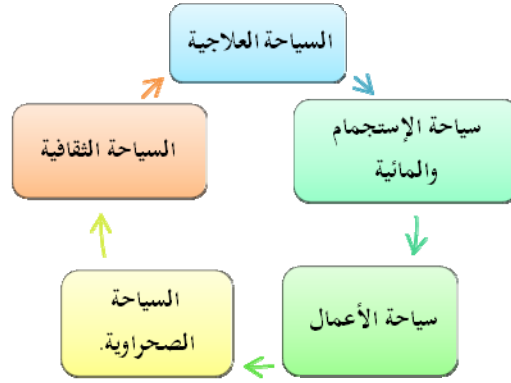 السياحة العلاجية
سياحة الإستجمام
والمائية
السياحة الثقافية
سياحة الأعمال
السياحة
الصحراوية.